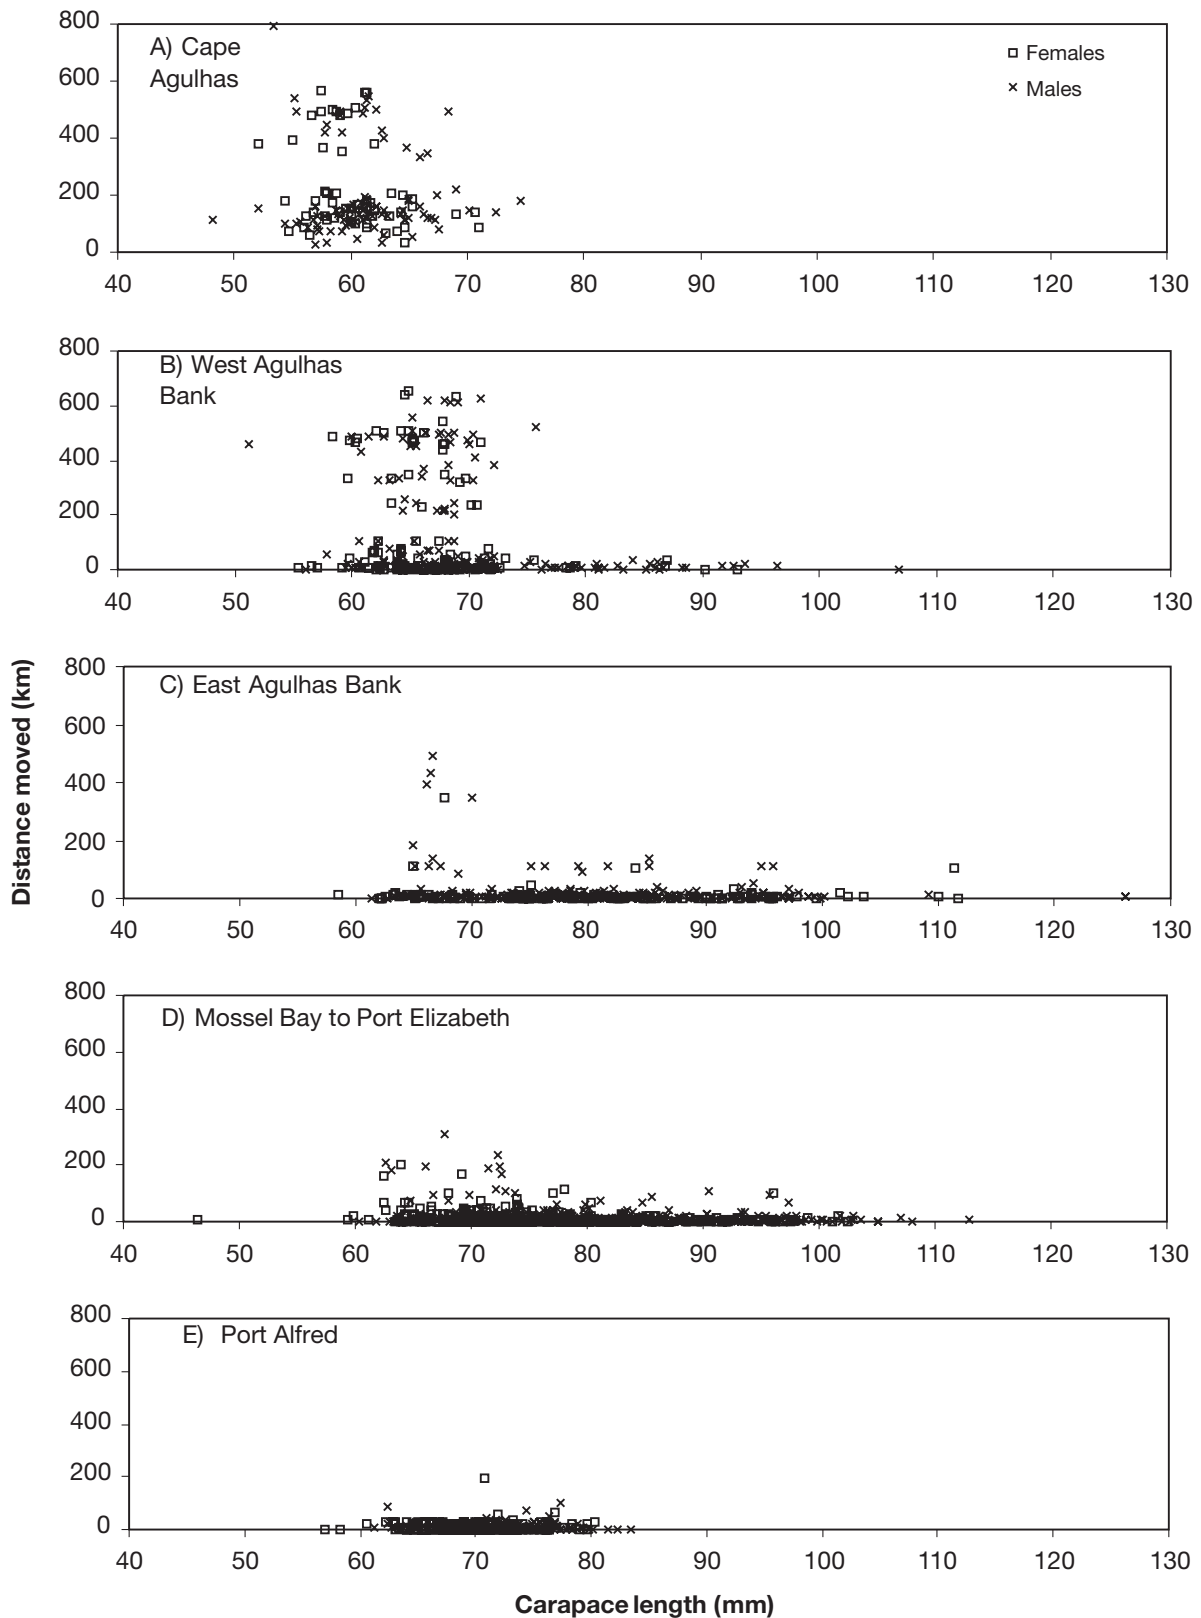 800
600
400
200
0
A) Cape
Agulhas
Females
Males
40 50 60 70 80 90 100 110 120 130
800
600
400
200
0
B) West Agulhas
Bank
40 50 60 70 80 90 100 110 120 130
Distance moved (km)
800
600
400
200
0
C) East Agulhas Bank
40 50 60 70 80 90 100 110 120 130
800
600
400
200
0
D) Mossel Bay to Port Elizabeth
40 50 60 70 80 90 100 110 120 130
800
600
400
200
0
E) Port Alfred
40 50 60 70 80 90 100 110 120 130
Carapace length (mm)